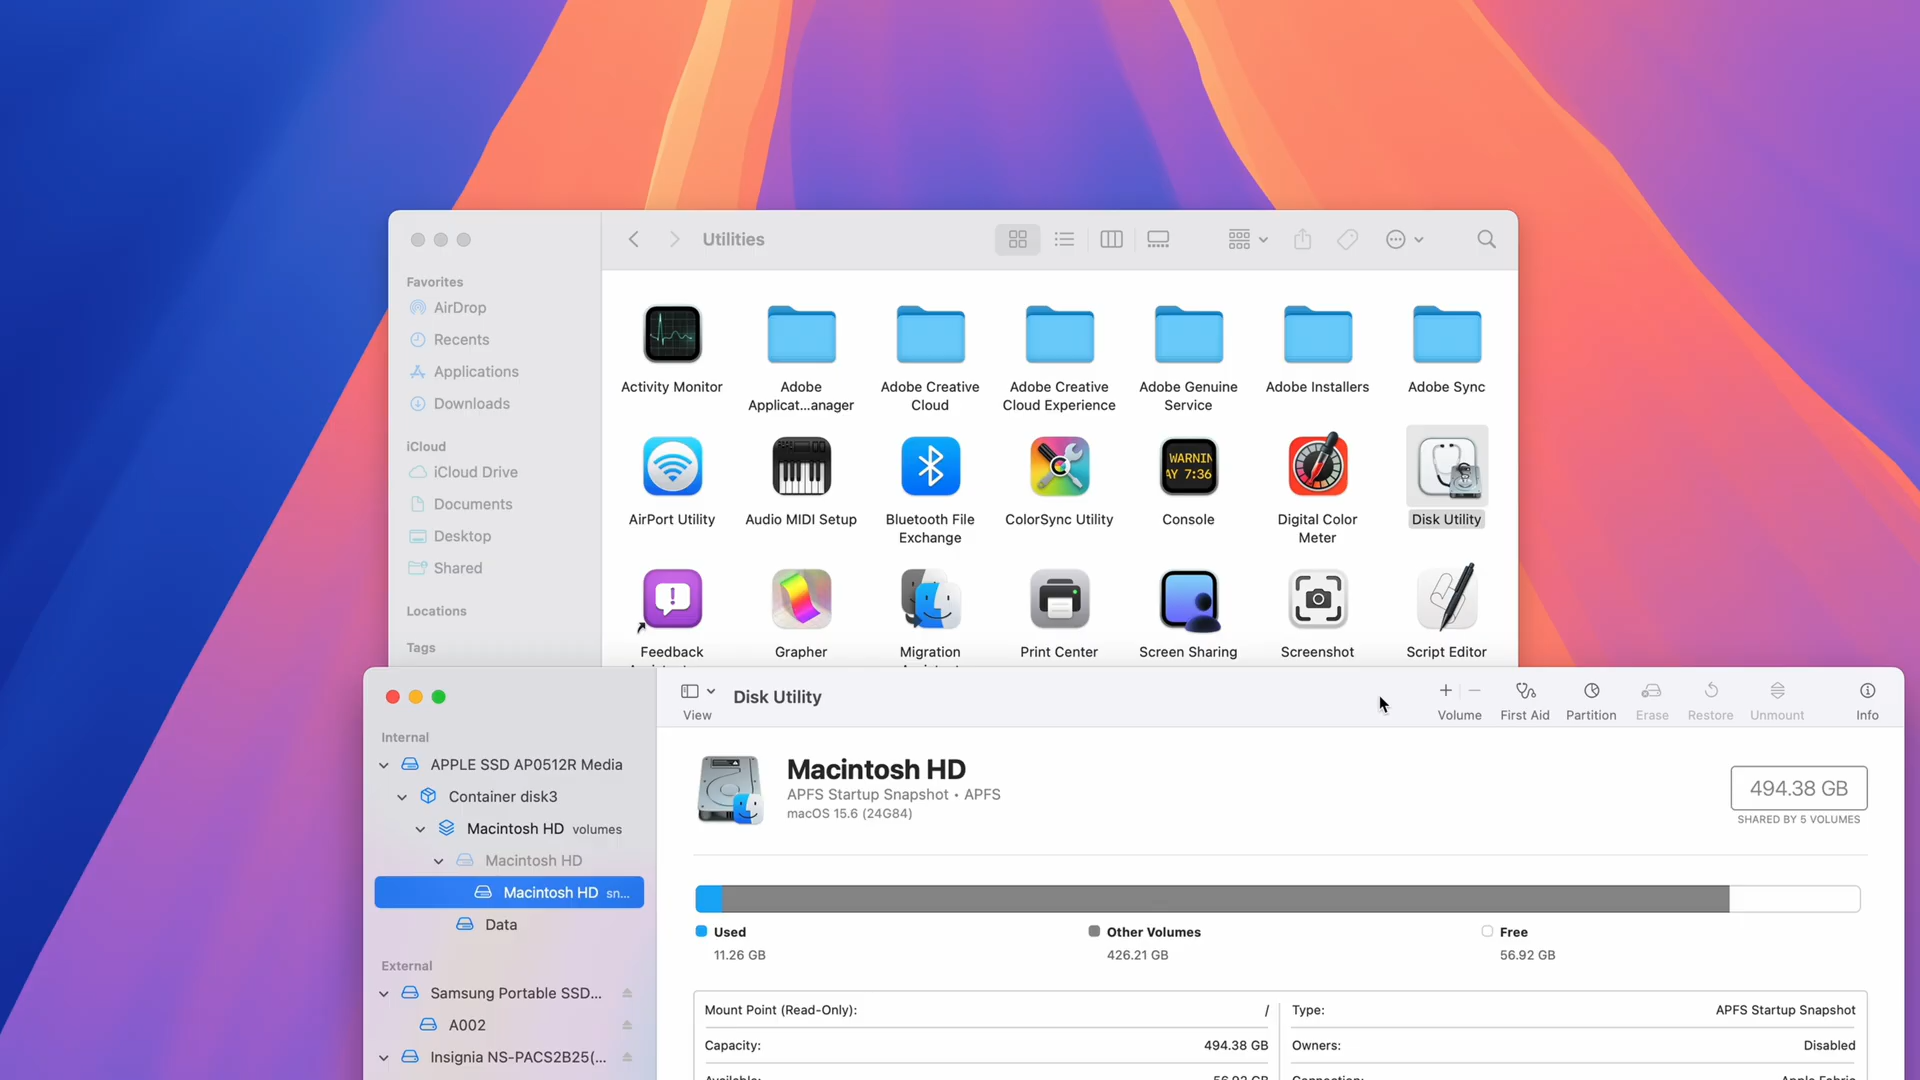 Utilities
Favorites
AirDrop
Recents
Applications
Downloads
iCloud
iCloud Drive
Documents
Desktop
Shared
Locations
Tags
Activity Monitor
Adobe
Applicat...anager
Adobe Creative
Cloud
Adobe Creative
Cloud Experience
Adobe Genuine
Service
Adobe Installers
Adobe Sync
WARNIN
AY 7:36
AirPort Utility
Audio MIDI Setup
Bluetooth File
Exchange
ColorSync Utility
Console
Digital Color
Meter
Disk Utility
Feedback
Grapher
Migration
Print Center
Screen Sharing
Screenshot
Script Editor
View
Disk Utility
Volume
First Aid
Partition
Erase
Restore
Unmount
Info
Internal
APPLE SSD AP0512R Media
Container disk3
Macintosh HD volumes
Macintosh HD
Macintosh HD sn...
Data
External
Samsung Portable SSD...
A002
Insignia NS-PACS2B25(...
Macintosh HD
APFS Startup Snapshot • APFS
macOS 15.6 (24G84)
494.38 GB
SHARED BY 5 VOLUMES
Used
11.26 GB
Other Volumes
426.21 GB
Free
56.92 GB
Mount Point (Read-Only): /
Type: APFS Startup Snapshot
Capacity: 494.38 GB
Owners: Disabled